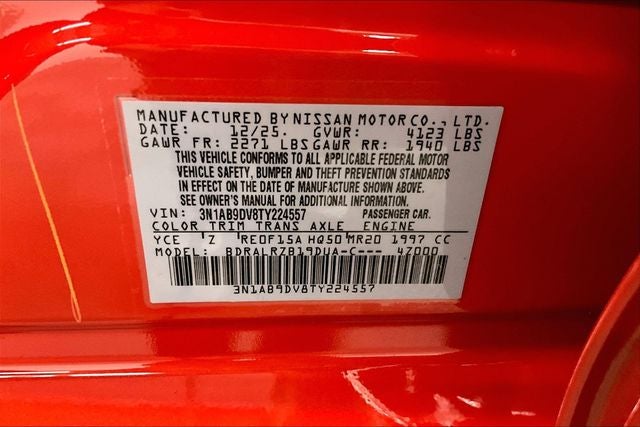 MANUFACTURED BY NISSAN MOTOR CO., LTD.
DATE: 12/25. GVWR: 4123 LBS
GAWR FR: 2271 LBS GAWR RR: 1940 LBS
THIS VEHICLE CONFORMS TO ALL APPLICABLE FEDERAL MOTOR
VEHICLE SAFETY, BUMPER AND THEFT PREVENTION STANDARDS
IN EFFECT ON THE DATE OF MANUFACTURE SHOWN ABOVE.
SEE OWNER'S MANUAL FOR ADDITIONAL INFORMATION.
VIN: 3N1AB9DV8TY224557 PASSENGER CAR.
COLOR TRIM TRANS AXLE ENGINE
YCE Z RE0F15A HQ50 MR20 1997 CC
MODEL: BDRALRZB19DUA-C--- 4Z000
3N1AB9DV8TY224557